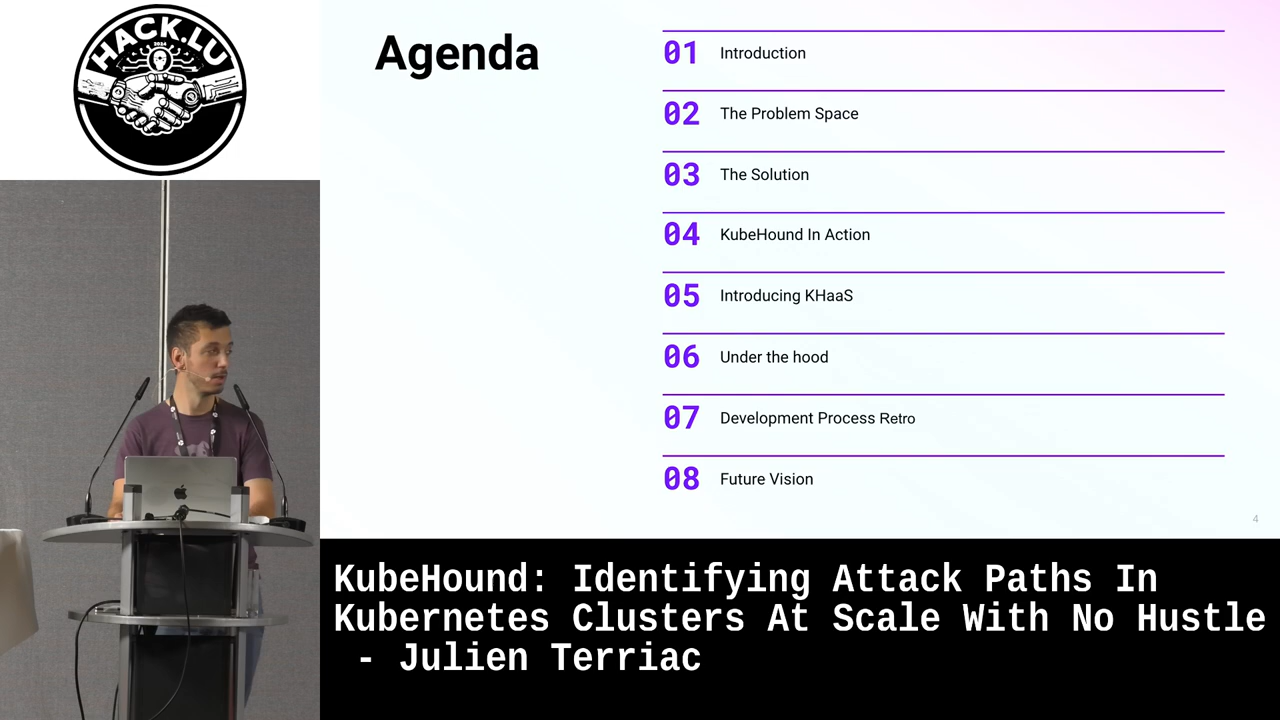 HACK.LU
2024
Agenda
01 Introduction
02 The Problem Space
03 The Solution
04 KubeHound In Action
05 Introducing KHaaS
06 Under the hood
07 Development Process Retro
08 Future Vision
4
KubeHound: Identifying Attack Paths In
Kubernetes Clusters At Scale With No Hustle
- Julien Terriac